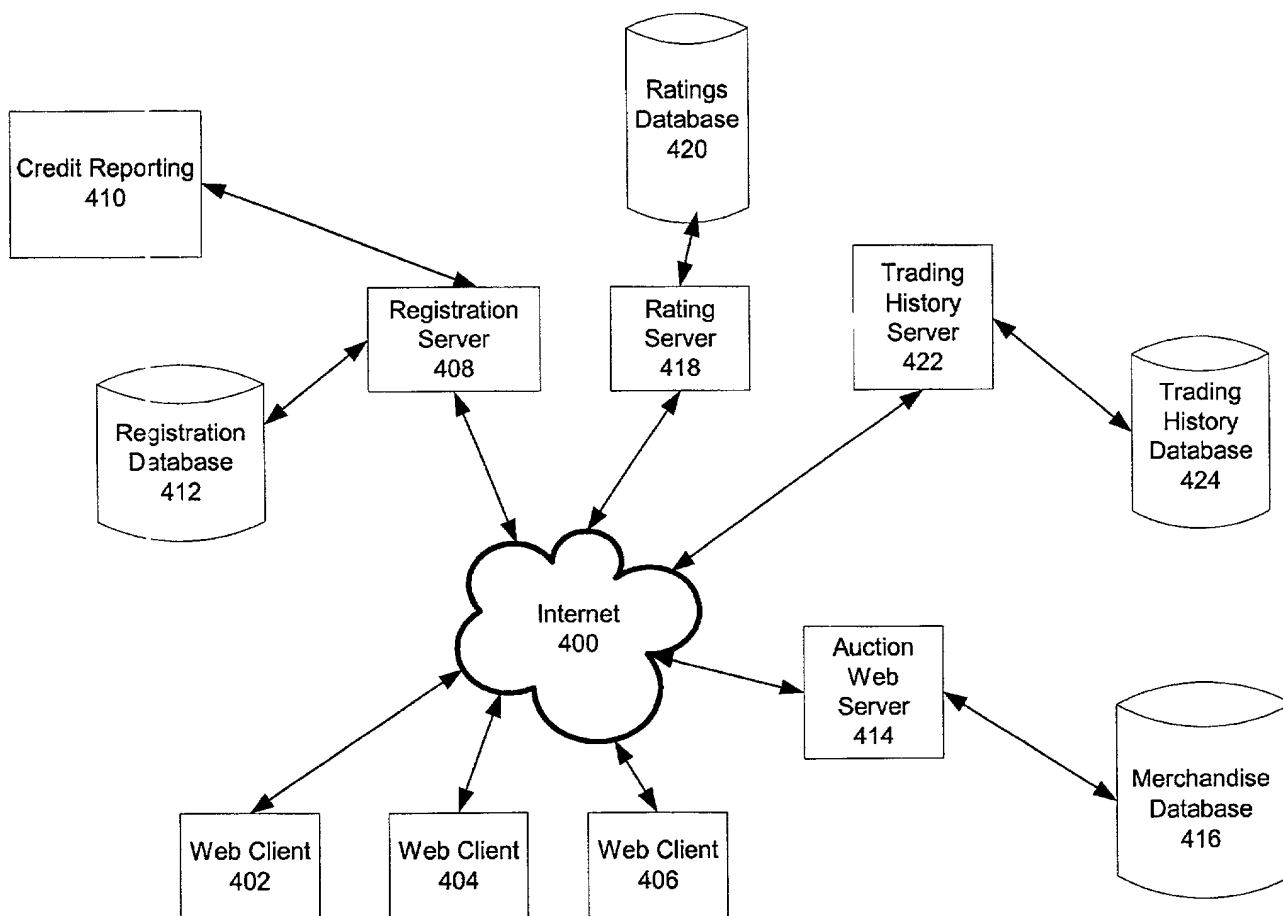 Ratings
Database
420
Credit Reporting
410
Registration
Server
408
Rating
Server
418
Trading
History
Server
422
Registration
Database
412
Trading
History
Database
424
Internet
400
Auction
Web
Server
414
Merchandise
Database
416
Web Client
402
Web Client
404
Web Client
406